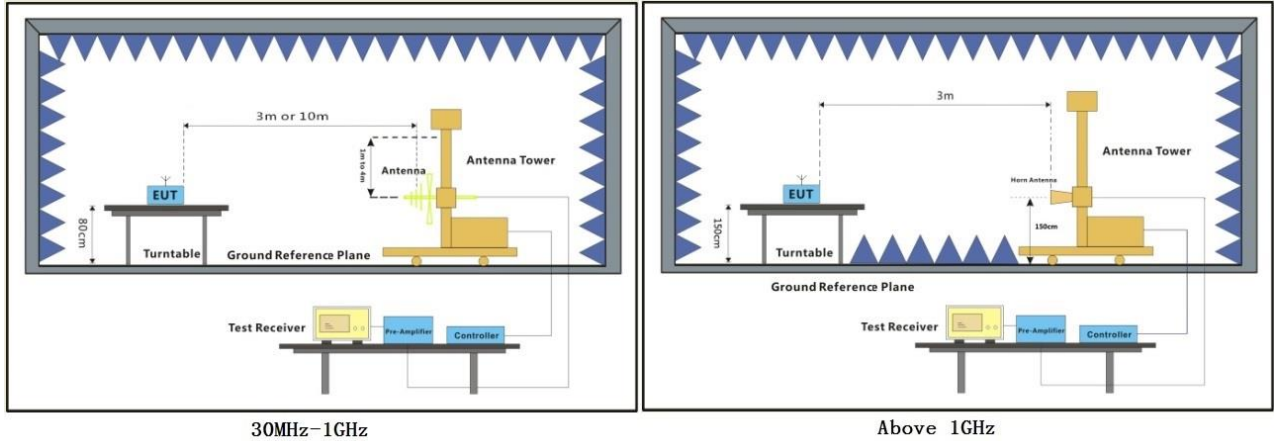 3m or 10m
1m to 4m
Antenna
Antenna Tower
EUT
80cm
Turntable
Ground Reference Plane
Test Receiver
Pre-Amplifier
Controller
30MHz-1GHz
3m
Antenna Tower
Horn Antenna
EUT
150cm
150cm
Turntable
Ground Reference Plane
Test Receiver
Pre-Amplifier
Controller
Above 1GHz